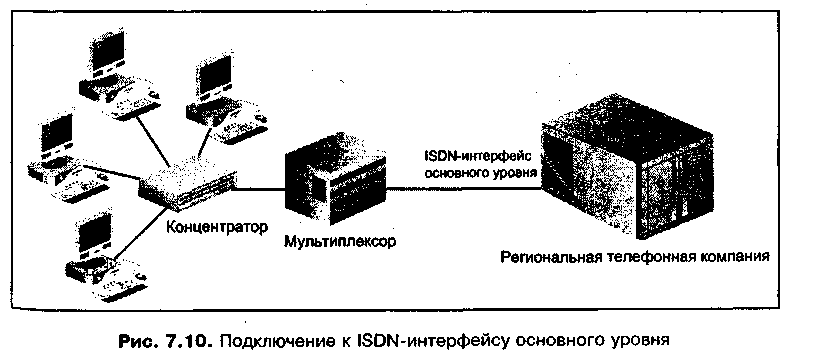 ISDN-интерфейс
основного уровня
Концентратор
Мультиплексор
Региональная телефонная компания
Рис. 7.10. Подключение к ISDN-интерфейсу основного уровня